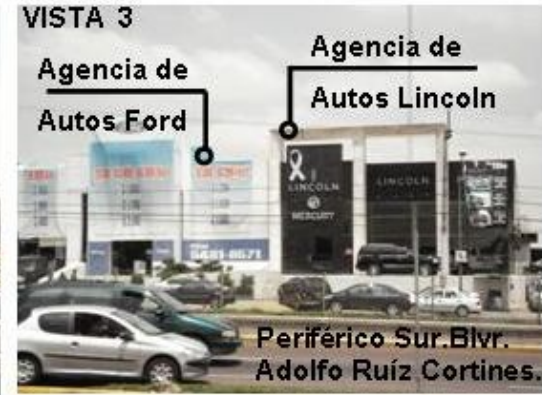 VISTA 3
Agencia de
Autos Ford
Agencia de
Autos Lincoln
LINCOLN
MERCURY
LINCOLN
Periférico Sur.Blvr.
Adolfo Ruíz Cortines.